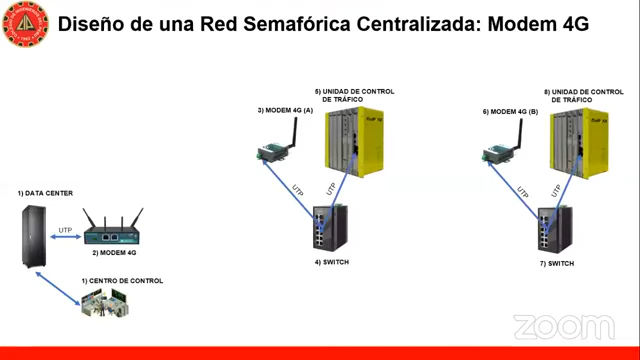 Diseño de una Red Semafórica Centralizada: Modem 4G
5) UNIDAD DE CONTROL
DE TRÁFICO
3) MODEM 4G (A)
UTP
UTP
4) SWITCH
8) UNIDAD DE CONTROL
DE TRÁFICO
6) MODEM 4G (B)
UTP
UTP
7) SWITCH
1) DATA CENTER
UTP
2) MODEM 4G
1) CENTRO DE CONTROL
zoom